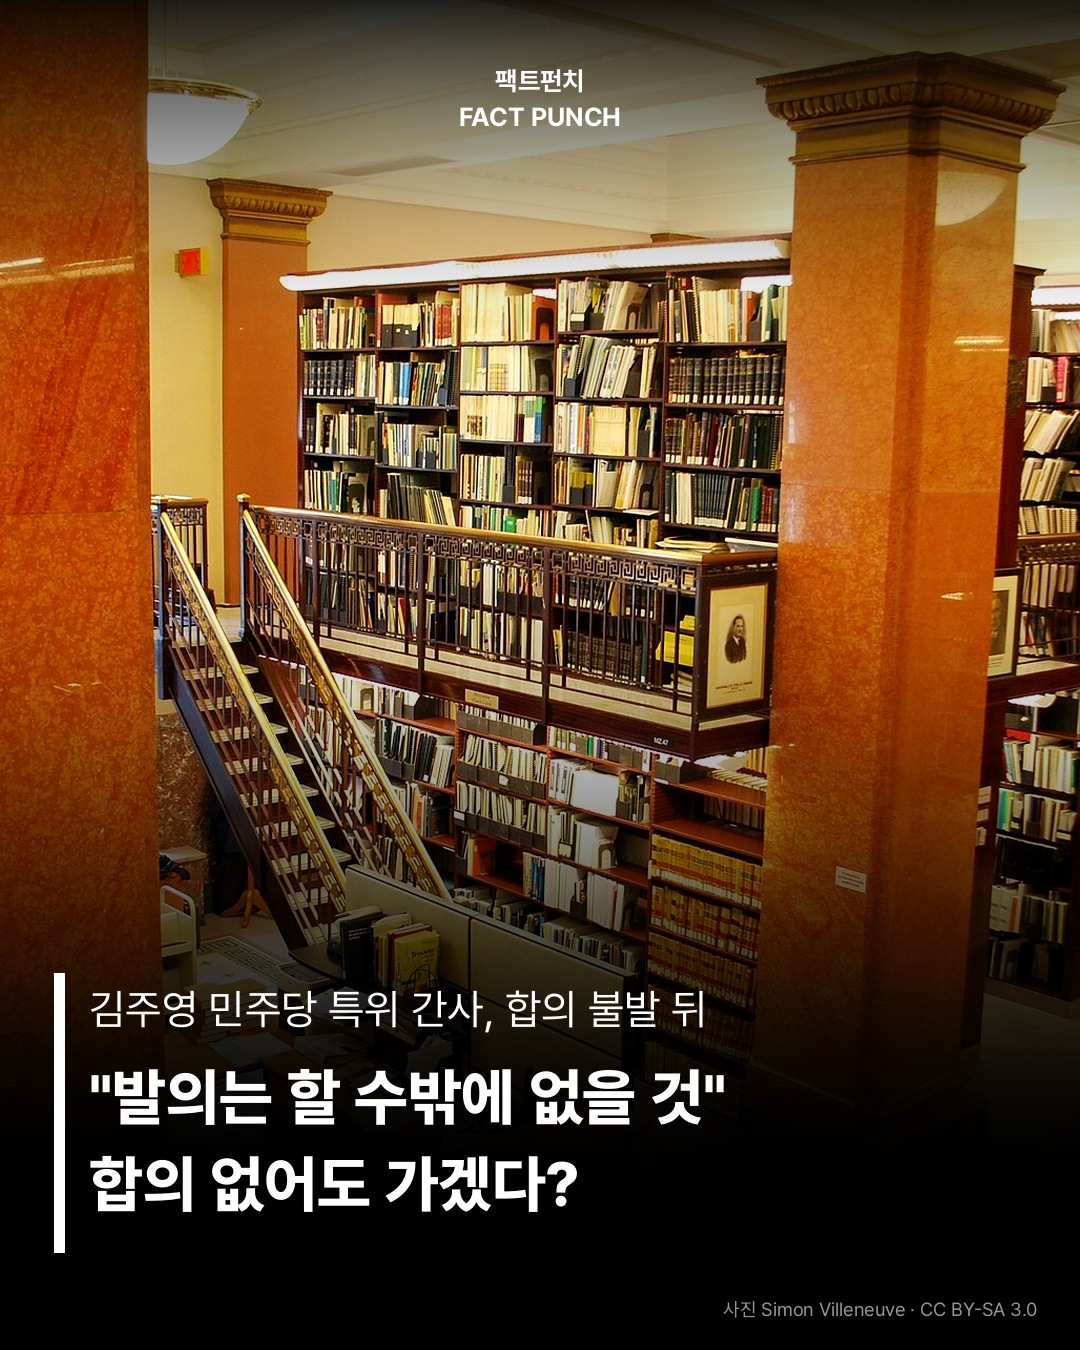 팩트펀치
FACT PUNCH
김주영 민주당 특위 간사, 합의 불발 뒤
"발의는 할 수밖에 없을 것"
합의 없어도 가겠다?
사진 Simon Villeneuve · CC BY-SA 3.0